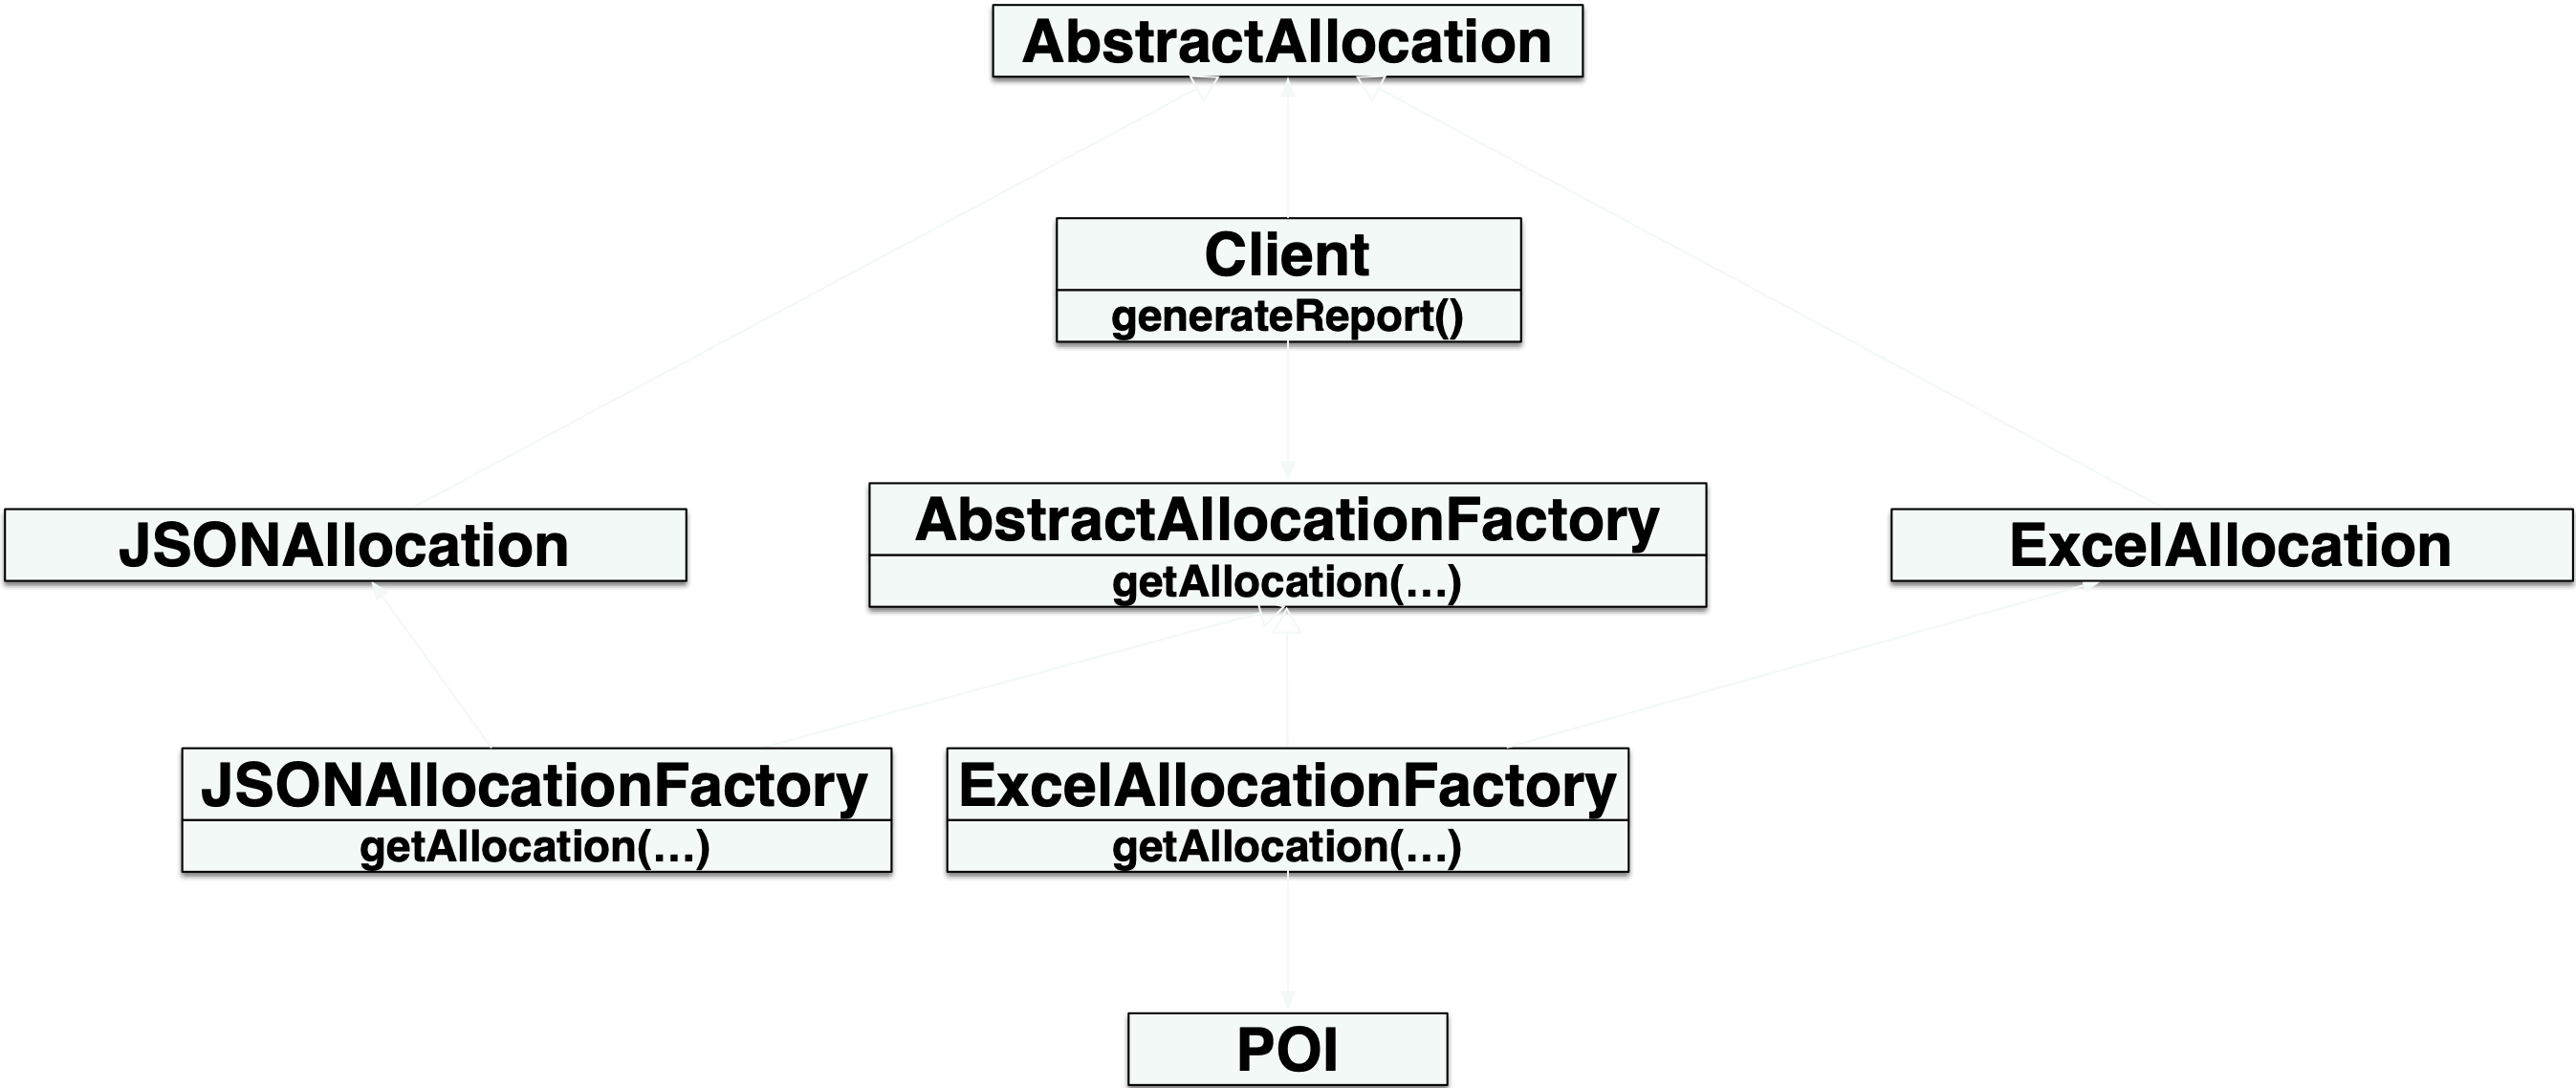 AbstractAllocation
Client
generateReport()
JSONAllocation
AbstractAllocationFactory
getAllocation(...)
ExcelAllocation
JSONAllocationFactory
getAllocation(...)
ExcelAllocationFactory
getAllocation(...)
POI